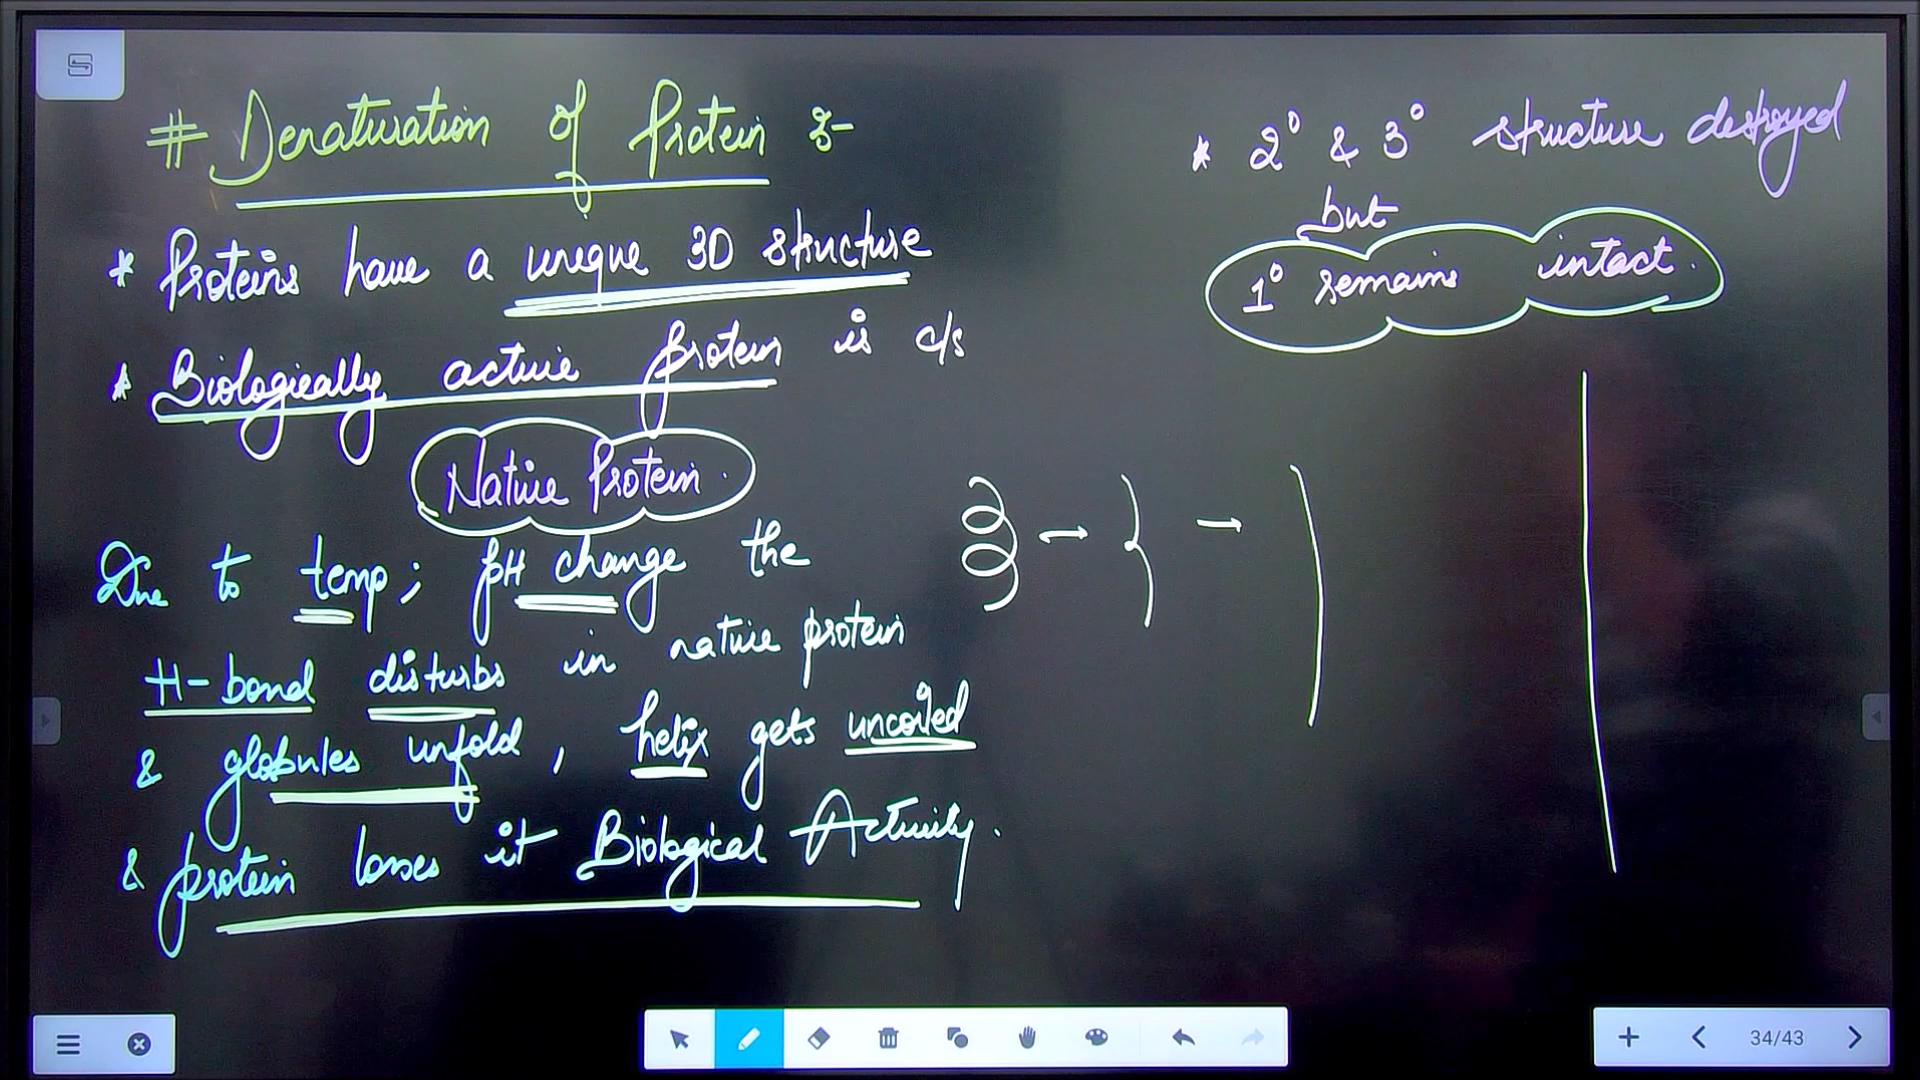 # Denaturation of Protein :-
* Proteins have a unique 3D structure
* Biologically active protein is c/s
Native Protein.
Due to temp; pH change the
H-bond disturbs in native protein
& globules unfold, helix gets uncoiled
& protein loses it Biological Activity.
* 2° & 3° structure destroyed
but
1° remains intact.
34/43